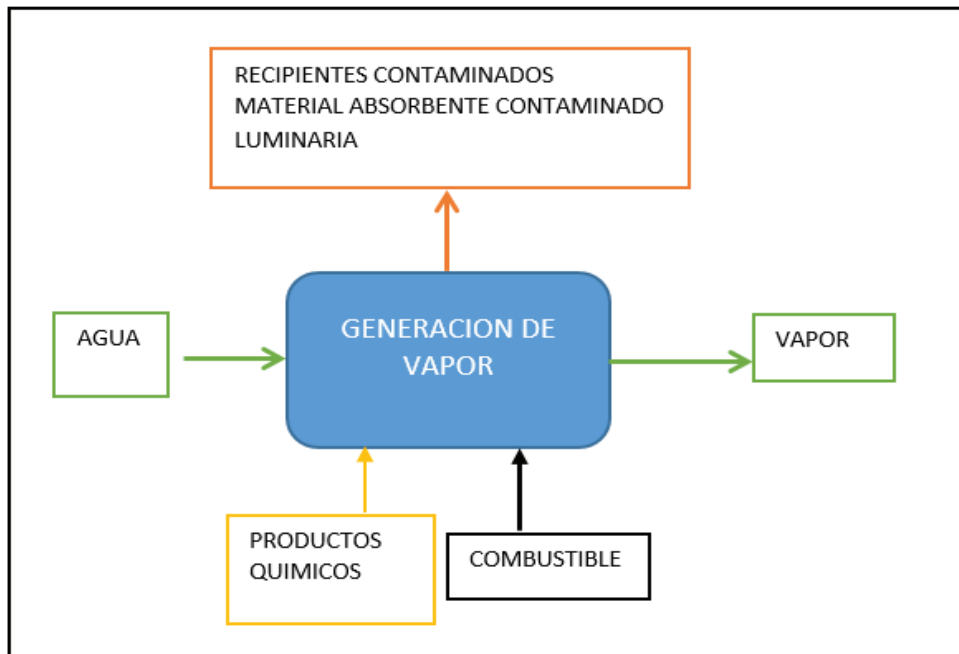 RECIPIENTES CONTAMINADOS
MATERIAL ABSORBENTE CONTAMINADO
LUMINARIA
AGUA
GENERACION DE
VAPOR
VAPOR
PRODUCTOS
QUIMICOS
COMBUSTIBLE